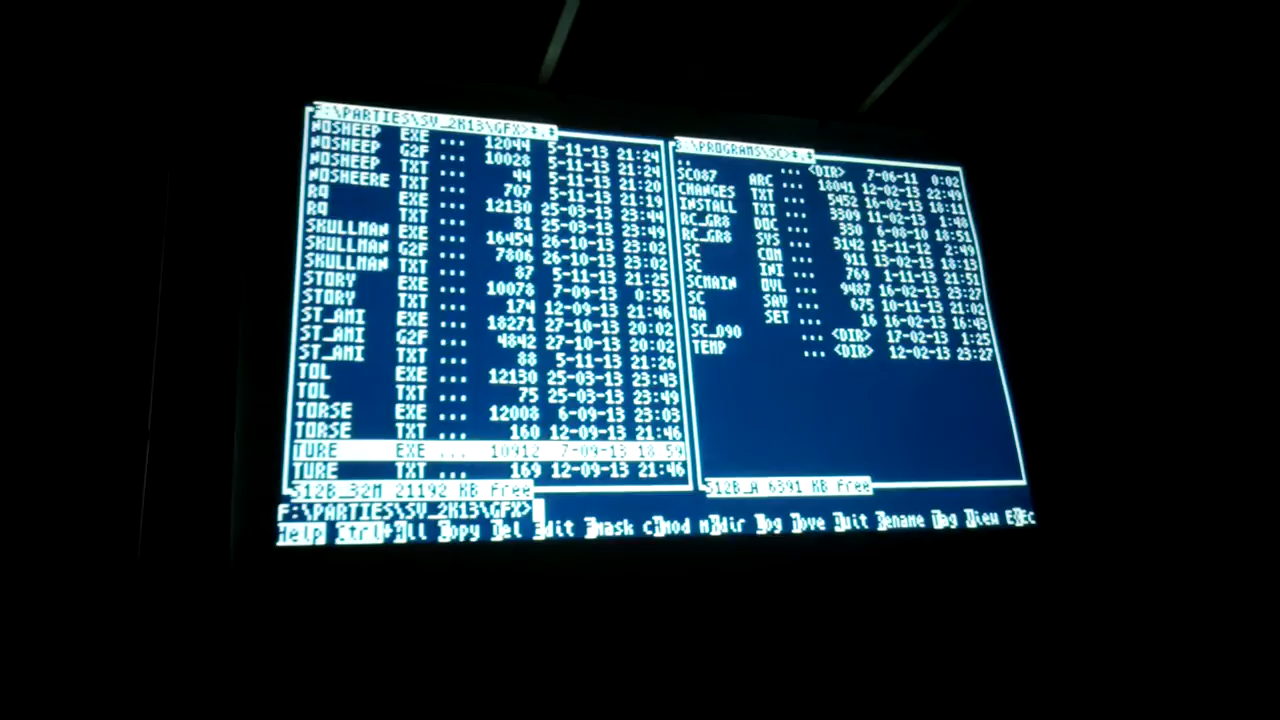 F:\PARTIES\SV_2K13\GFX>*.*
NOSHEEP EXE ... 12044 5-11-13 21:24
NOSHEEP G2F ... 10028 5-11-13 21:24
NOSHEEP TXT ... 44 5-11-13 21:20
NOSHEERE TXT ... 707 5-11-13 21:19
RQ EXE ... 12130 25-03-13 23:44
RQ TXT ... 81 25-03-13 23:49
SKULLMAN EXE ... 16454 26-10-13 23:02
SKULLMAN G2F ... 7806 26-10-13 23:02
SKULLMAN TXT ... 87 5-11-13 21:25
STORY EXE ... 10078 7-09-13 0:55
STORY TXT ... 174 12-09-13 21:46
ST_AMI EXE ... 18271 27-10-13 20:02
ST_AMI G2F ... 4842 27-10-13 20:02
ST_AMI TXT ... 88 5-11-13 21:26
TOL EXE ... 12130 25-03-13 23:43
TOL TXT ... 75 25-03-13 23:49
TORSE EXE ... 12008 6-09-13 23:03
TORSE TXT ... 160 12-09-13 21:46
TURE EXE ... 10912 7-09-13 18:59
TURE TXT ... 169 12-09-13 21:46
512B_32M 21192 KB free
:\PROGRAMS\SC>*.*
.. ... <DIR> 7-06-11 0:02
SC087 ARC ... 18041 12-02-13 22:49
CHANGES TXT ... 5452 16-02-13 18:11
INSTALL TXT ... 3309 11-02-13 1:48
RC_GR8 DOC ... 330 6-08-10 18:51
RC_GR8 SYS ... 3142 15-11-12 2:49
SC COM ... 911 13-02-13 18:13
SC INI ... 769 1-11-13 21:51
SCMAIN OVL ... 9487 16-02-13 23:27
SC SAV ... 675 10-11-13 21:02
QA SET ... 16 16-02-13 16:43
SC_090 ... <DIR> 17-02-13 1:25
TEMP ... <DIR> 12-02-13 23:27
512B_A 6391 KB free
F:\PARTIES\SV_2K13\GFX>
Help Ctrl+All Copy Del Edit Fmask CHmod mKdir Log Move Quit Rename Tag View EXEc